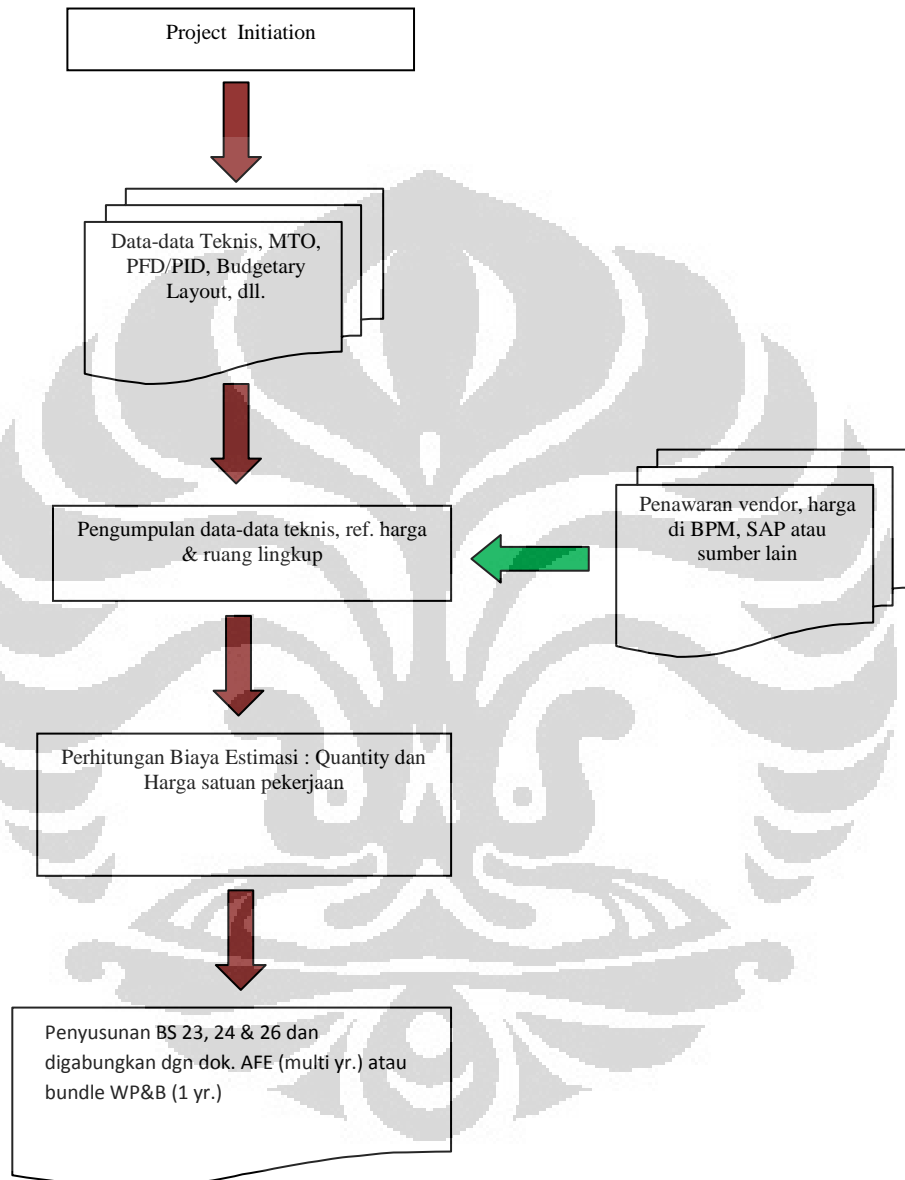 Project Initiation
Data-data Teknis, MTO,
PFD/PID, Budgetary
Layout, dll.
Pengumpulan data-data teknis, ref. harga
& ruang lingkup
Penawaran vendor, harga
di BPM, SAP atau
sumber lain
Perhitungan Biaya Estimasi : Quantity dan
Harga satuan pekerjaan
Penyusunan BS 23, 24 & 26 dan
digabungkan dgn dok. AFE (multi yr.) atau
bundle WP&B (1 yr.)